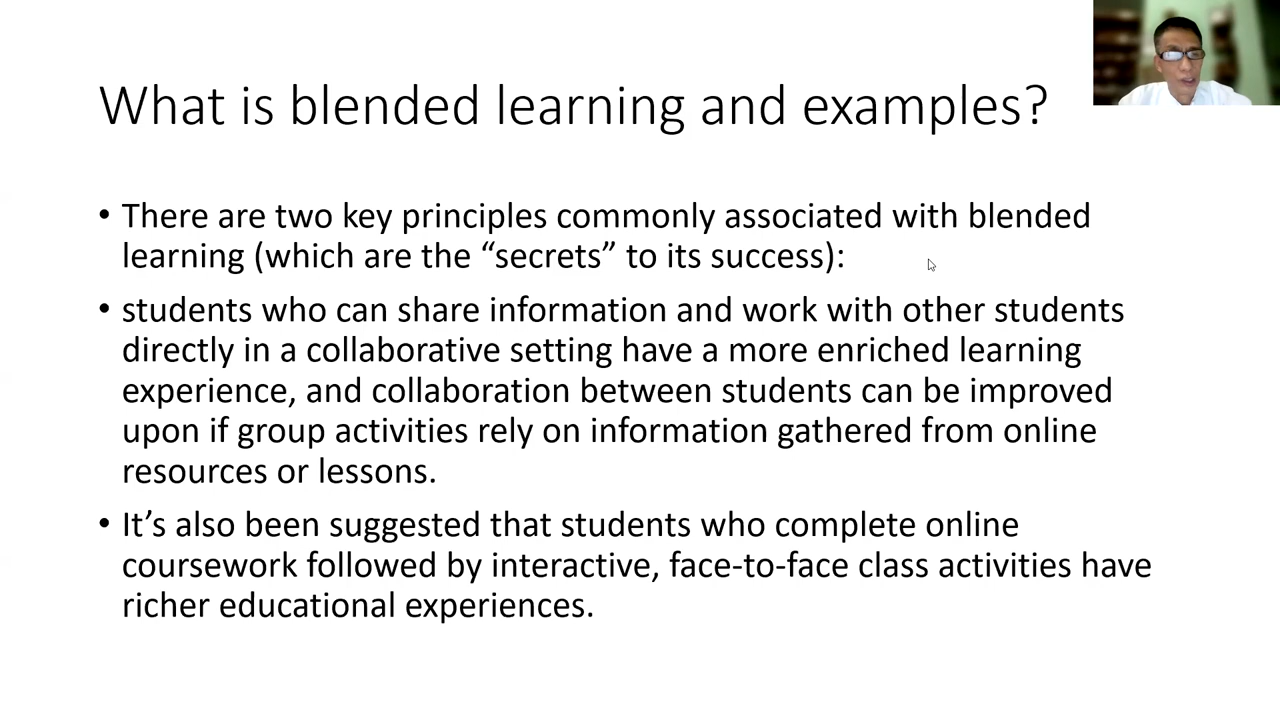 What is blended learning and examples?
• There are two key principles commonly associated with blended
learning (which are the “secrets” to its success):
• students who can share information and work with other students
directly in a collaborative setting have a more enriched learning
experience, and collaboration between students can be improved
upon if group activities rely on information gathered from online
resources or lessons.
• It’s also been suggested that students who complete online
coursework followed by interactive, face-to-face class activities have
richer educational experiences.